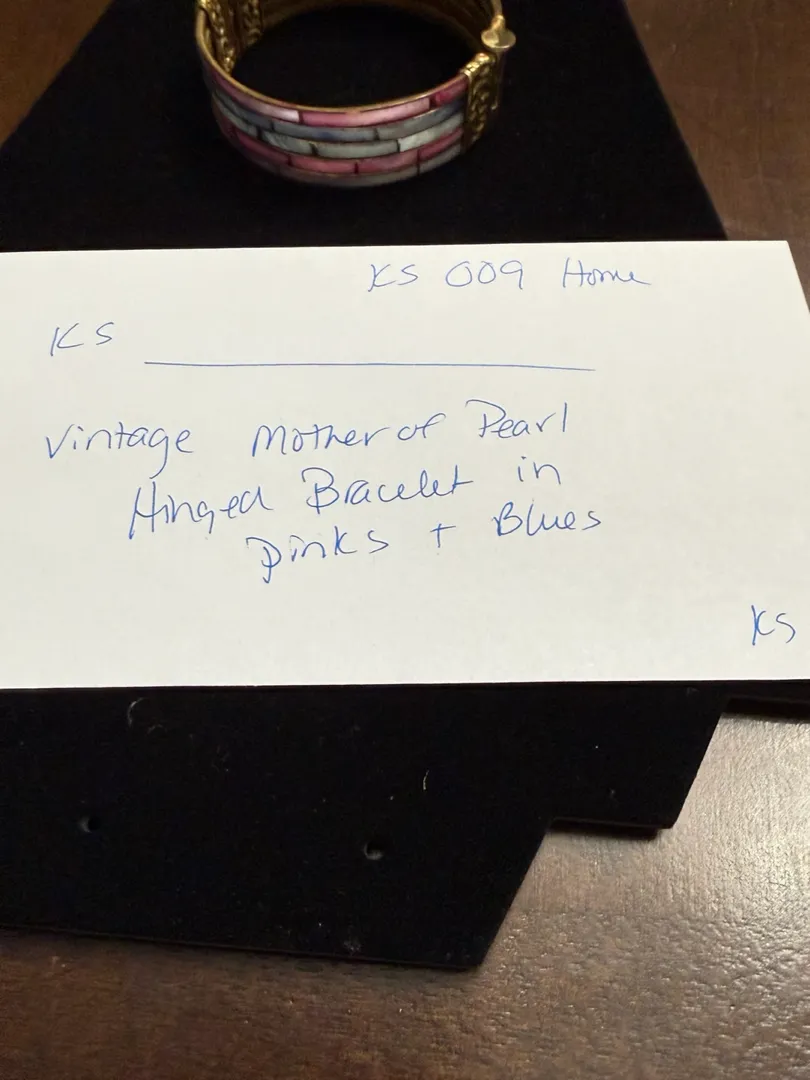 KS 009 Home
KS
Vintage Mother of Pearl
Hinged Bracelet in
Pinks + Blues
KS